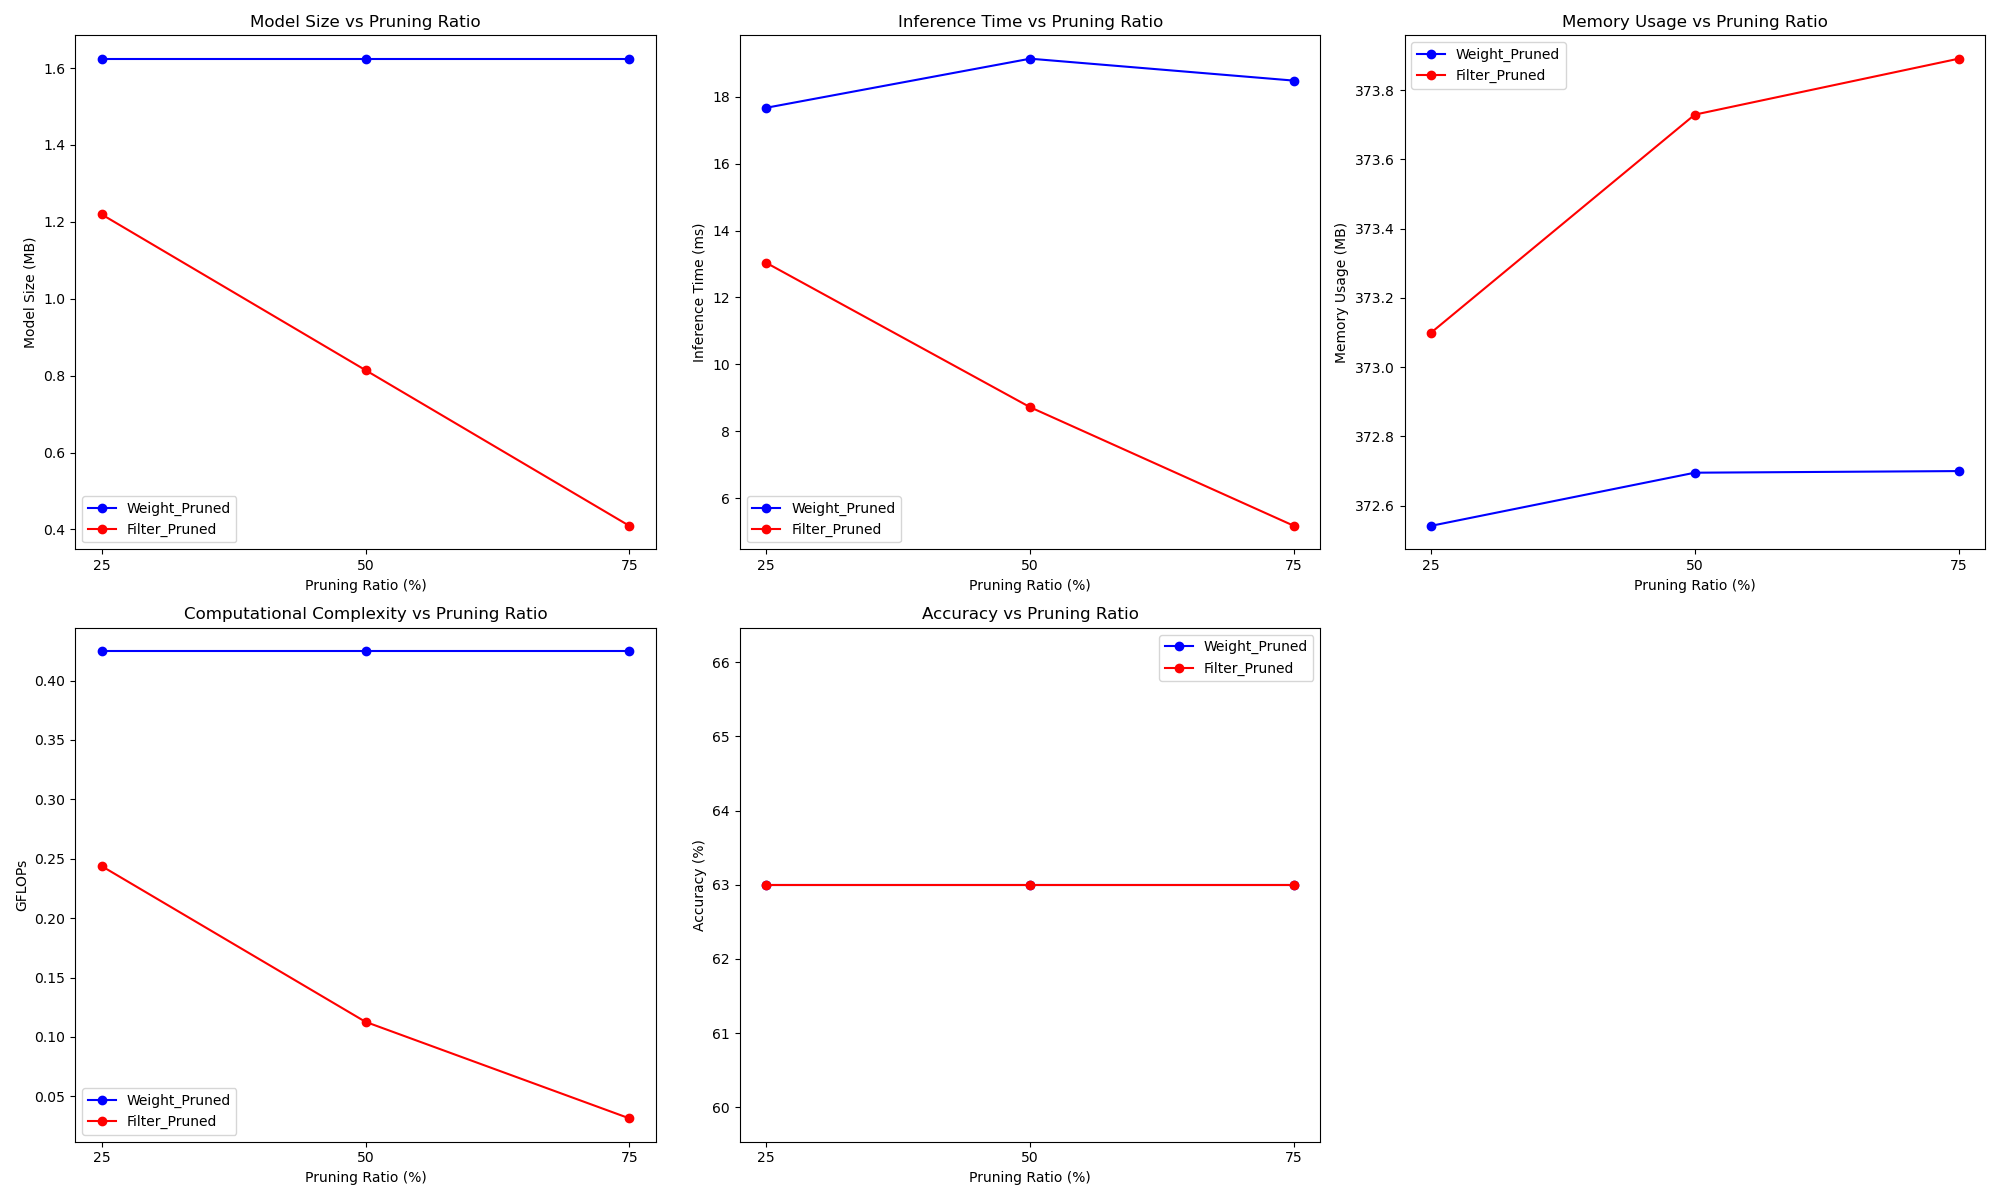 Model Size vs Pruning Ratio
Model Size (MB)
1.6
1.4
1.2
1.0
0.8
0.6
0.4
Weight_Pruned
Filter_Pruned
25 50 75
Pruning Ratio (%)
Inference Time vs Pruning Ratio
Inference Time (ms)
18
16
14
12
10
8
6
Weight_Pruned
Filter_Pruned
25 50 75
Pruning Ratio (%)
Memory Usage vs Pruning Ratio
Memory Usage (MB)
Weight_Pruned
Filter_Pruned
373.8
373.6
373.4
373.2
373.0
372.8
372.6
25 50 75
Pruning Ratio (%)
Computational Complexity vs Pruning Ratio
GFLOPs
0.40
0.35
0.30
0.25
0.20
0.15
0.10
0.05
Weight_Pruned
Filter_Pruned
25 50 75
Pruning Ratio (%)
Accuracy vs Pruning Ratio
Accuracy (%)
Weight_Pruned
Filter_Pruned
66
65
64
63
62
61
60
25 50 75
Pruning Ratio (%)